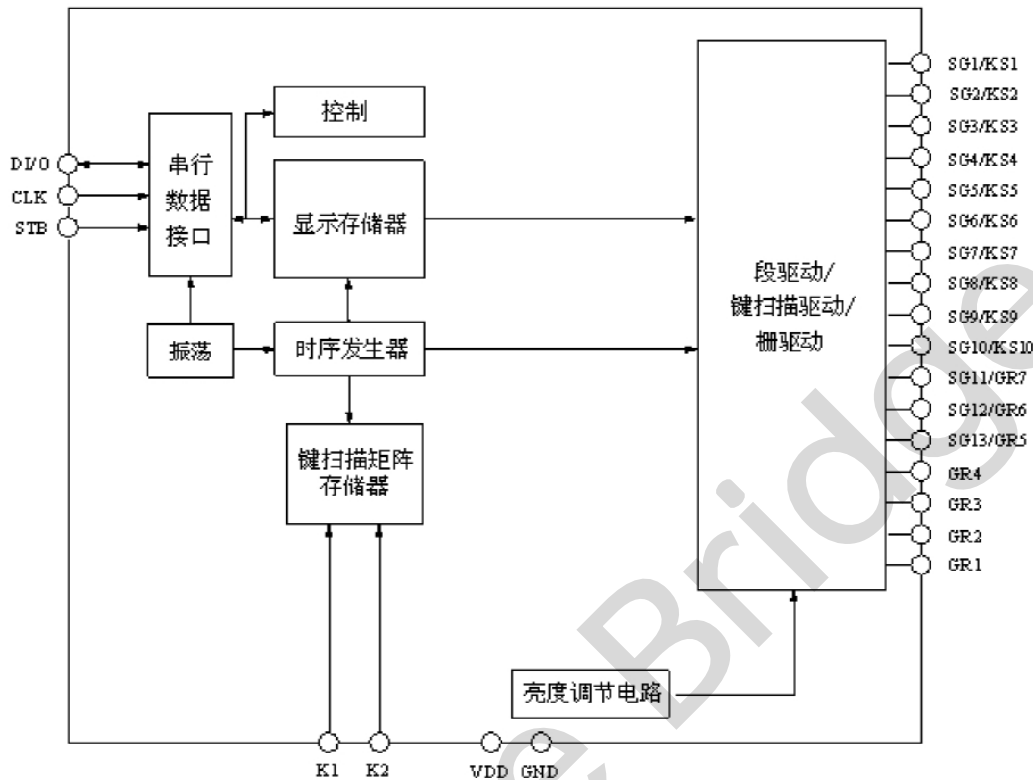 控制
DI/O
CLK
STB
串行
数据
接口
显示存储器
振荡
时序发生器
键扫描矩阵
存储器
段驱动/
键扫描驱动/
栅驱动
亮度调节电路
SG1/KS1
SG2/KS2
SG3/KS3
SG4/KS4
SG5/KS5
SG6/KS6
SG7/KS7
SG8/KS8
SG9/KS9
SG10/KS10
SG11/GR7
SG12/GR6
SG13/GR5
GR4
GR3
GR2
GR1
K1
K2
VDD
GND
Bridge